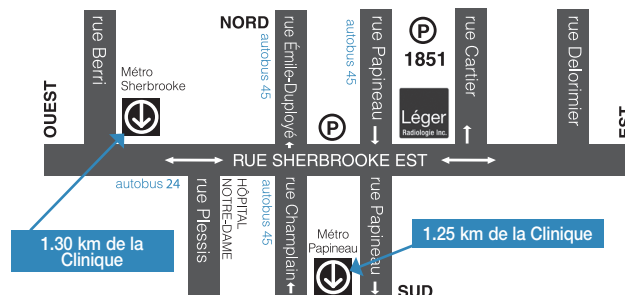 NORD
rue Berri
Métro
Sherbrooke
autobus 45
rue Émile-Duployé
autobus 45
rue Papineau
P
1851
Léger
Radiologie Inc.
rue Cartier
rue Delorimier
OUEST
EST
P
RUE SHERBROOKE EST
autobus 24
rue Plessis
HÔPITAL
NOTRE-DAME
autobus 45
rue Champlain
Métro
Papineau
rue Papineau
1.30 km de la
Clinique
1.25 km de la Clinique
SUD